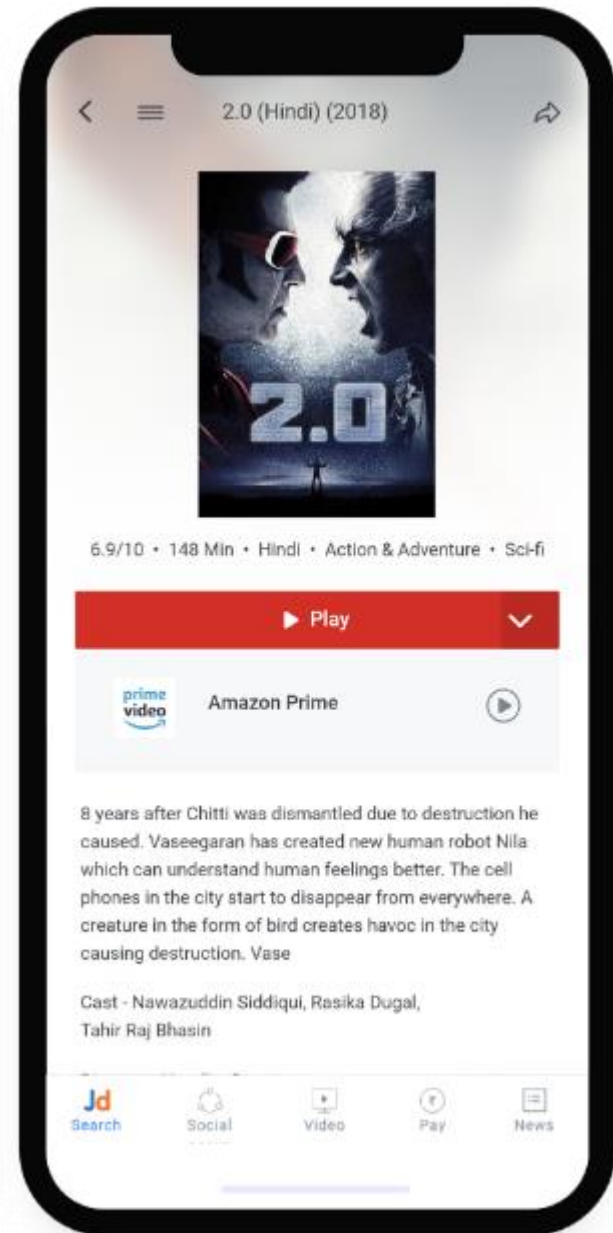 2.0 (Hindi) (2018)
2.0
6.9/10 • 148 Min • Hindi • Action & Adventure • Sci-fi
Play
prime
video
Amazon Prime
8 years after Chitti was dismantled due to destruction he
caused. Vaseegaran has created new human robot Nila
which can understand human feelings better. The cell
phones in the city start to disappear from everywhere. A
creature in the form of bird creates havoc in the city
causing destruction. Vase
Cast - Nawazuddin Siddiqui, Rasika Dugal,
Tahir Raj Bhasin
Jd
Search
Social
Video
₹
Pay
News